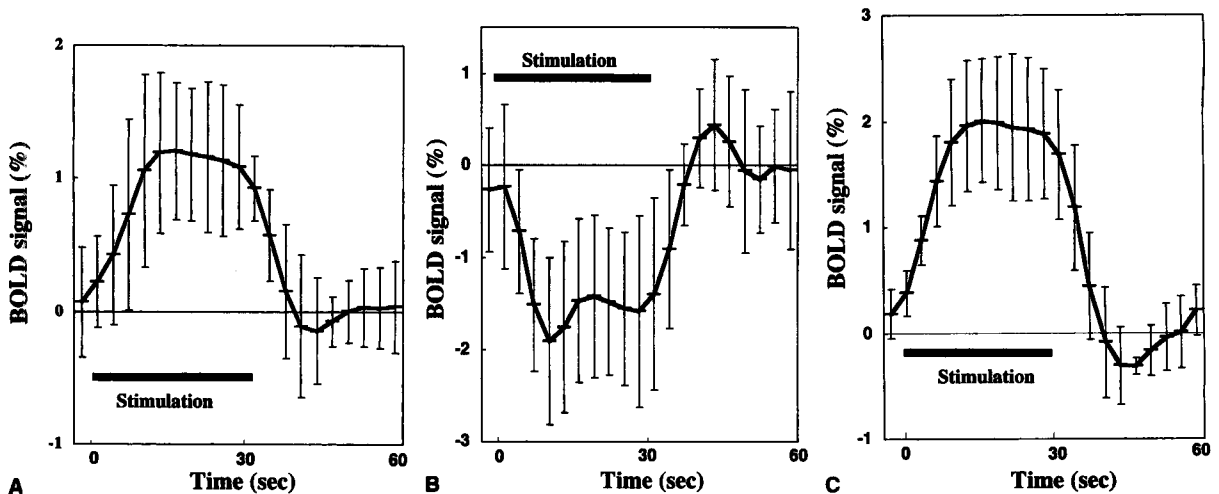 2
1
0
-1
BOLD signal (%)
Stimulation
0
30
60
Time (sec)
A
1
0
-1
-2
-3
BOLD signal (%)
Stimulation
0
30
60
Time (sec)
B
3
2
1
0
-1
BOLD signal (%)
Stimulation
0
30
60
Time (sec)
C